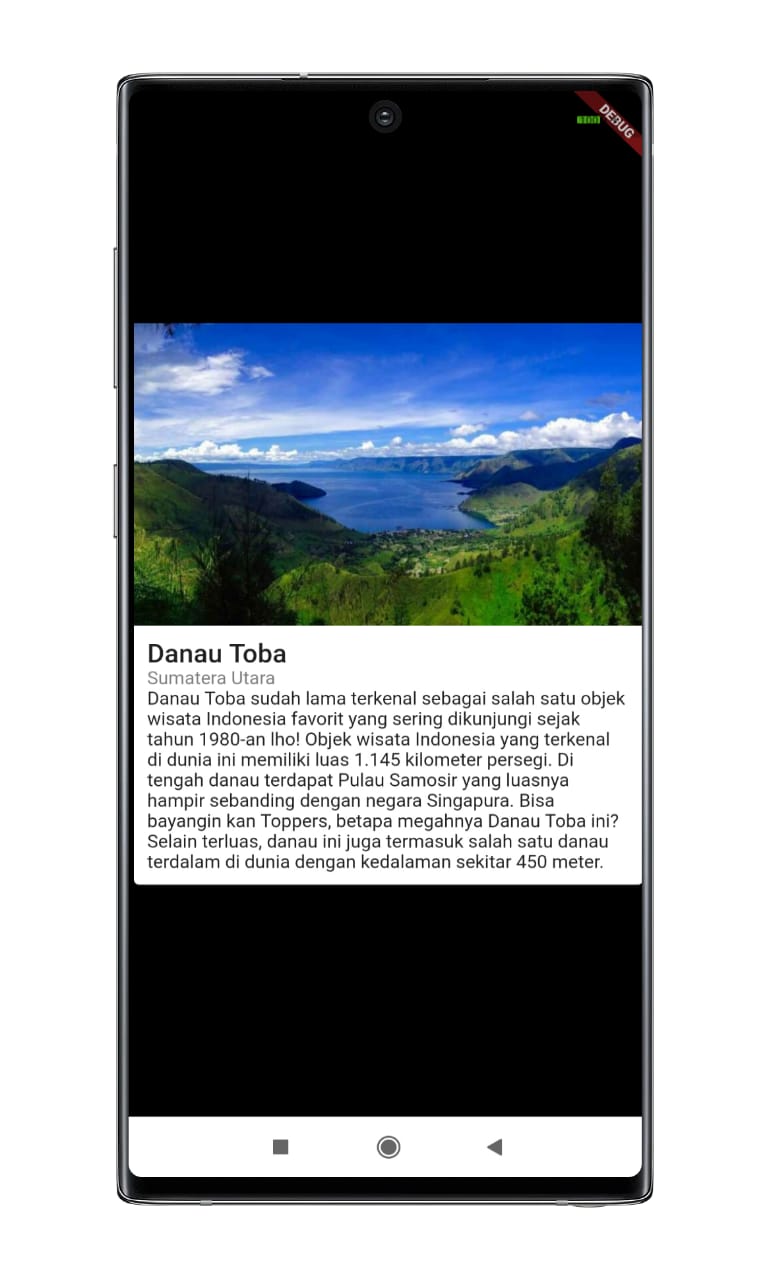 100
DEBUG
Danau Toba
Sumatera Utara
Danau Toba sudah lama terkenal sebagai salah satu objek
wisata Indonesia favorit yang sering dikunjungi sejak
tahun 1980-an lho! Objek wisata Indonesia yang terkenal
di dunia ini memiliki luas 1.145 kilometer persegi. Di
tengah danau terdapat Pulau Samosir yang luasnya
hampir sebanding dengan negara Singapura. Bisa
bayangin kan Toppers, betapa megahnya Danau Toba ini?
Selain terluas, danau ini juga termasuk salah satu danau
terdalam di dunia dengan kedalaman sekitar 450 meter.